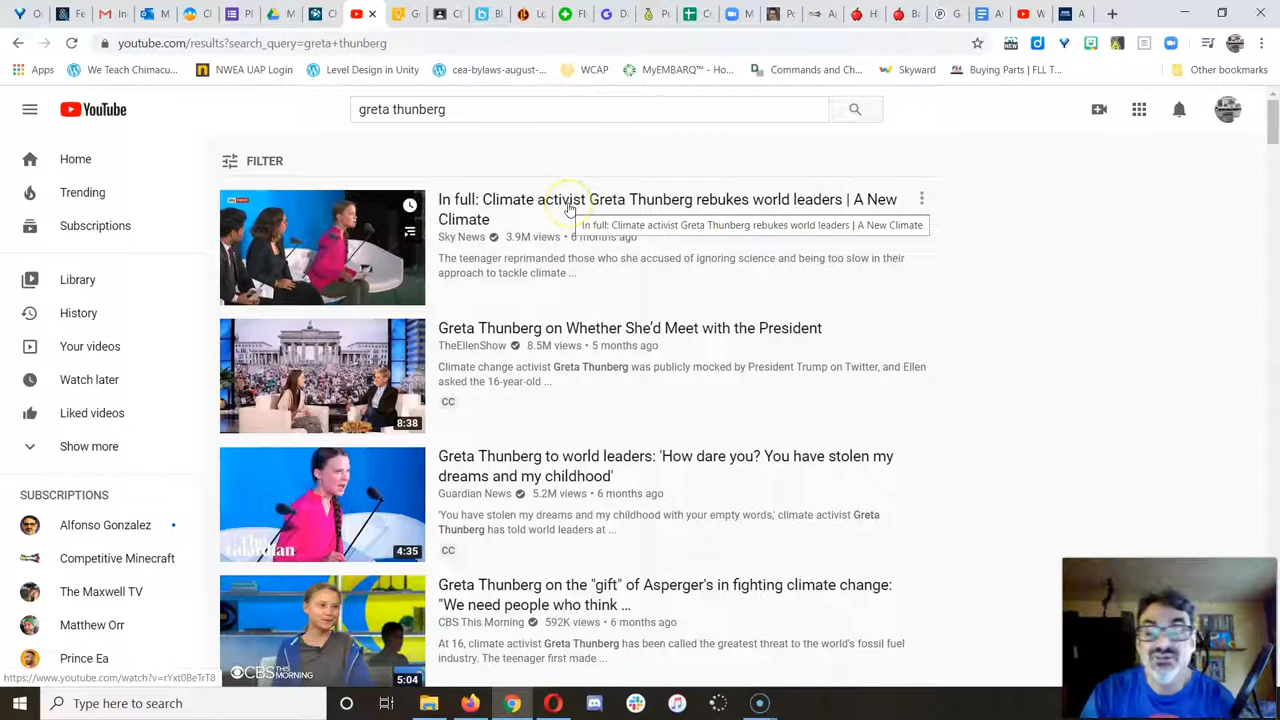 youtube.com/results?search_query=greta+thunberg
Apps
We Teach Chimacu...
NWEA UAP Login
Level Design in Unity
cea-bylaws-august-...
WCAP
MyEMBARQ™ - Ho...
Commands and Ch...
Skyward
Buying Parts | FLL T...
Other bookmarks
YouTube
greta thunberg
Home
Trending
Subscriptions
Library
History
Your videos
Watch later
Liked videos
Show more
SUBSCRIPTIONS
Alfonso Gonzalez
Competitive Minecraft
The Maxwell TV
Matthew Orr
Prince Ea
FILTER
In full: Climate activist Greta Thunberg rebukes world leaders | A New
Climate
In full: Climate activist Greta Thunberg rebukes world leaders | A New Climate
Sky News 3.9M views • 6 months ago
The teenager reprimanded those who she accused of ignoring science and being too slow in their
approach to tackle climate ...
Greta Thunberg on Whether She'd Meet with the President
TheEllenShow 8.5M views • 5 months ago
Climate change activist Greta Thunberg was publicly mocked by President Trump on Twitter, and Ellen
asked the 16-year-old ...
CC
8:38
Greta Thunberg to world leaders: 'How dare you? You have stolen my
dreams and my childhood'
Guardian News 5.2M views • 6 months ago
'You have stolen my dreams and my childhood with your empty words,' climate activist Greta
Thunberg has told world leaders at ...
CC
The
Guardian
4:35
Greta Thunberg on the "gift" of Asperger's in fighting climate change:
"We need people who think ...
CBS This Morning 592K views • 6 months ago
At 16, climate activist Greta Thunberg has been called the greatest threat to the world's fossil fuel
industry. The teenager first made ...
CBS THIS MORNING
5:04
https://www.youtube.com/watch?v=rYxt0BeTrT8
Type here to search